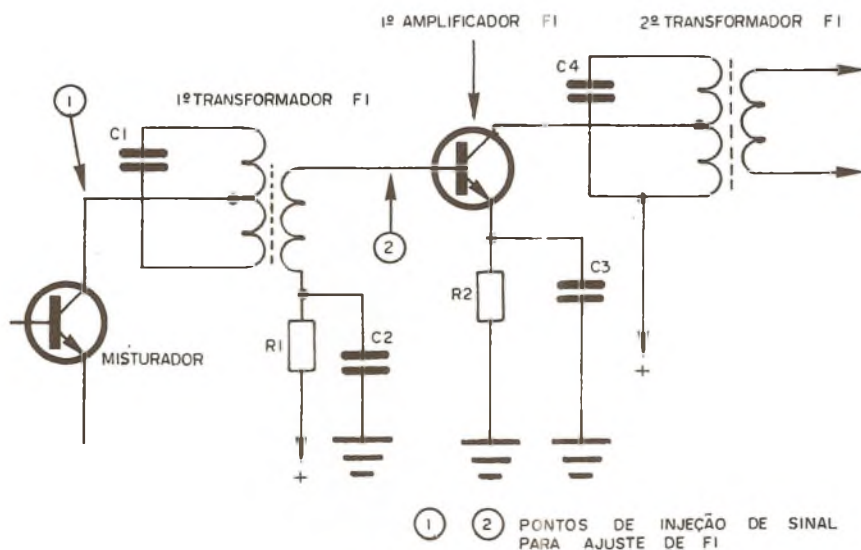 1º AMPLIFICADOR FI
2º TRANSFORMADOR FI
1º TRANSFORMADOR FI
1
C1
C4
2
MISTURADOR
R1
C2
R2
C3
+
+
1 2 PONTOS DE INJEÇÃO DE SINAL
PARA AJUSTE DE FI